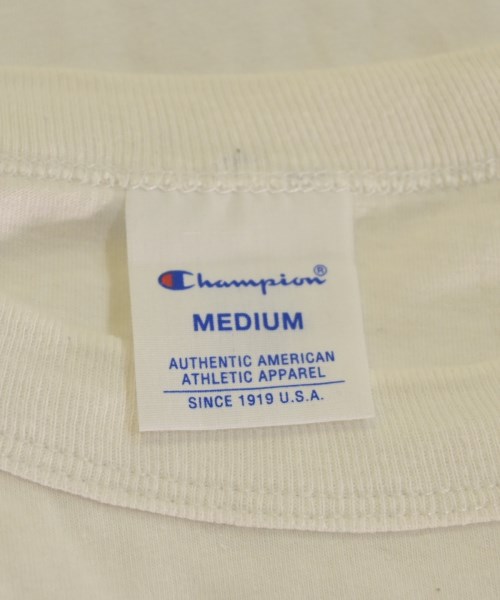 Champion®
MEDIUM
AUTHENTIC AMERICAN
ATHLETIC APPAREL
SINCE 1919 U.S.A.